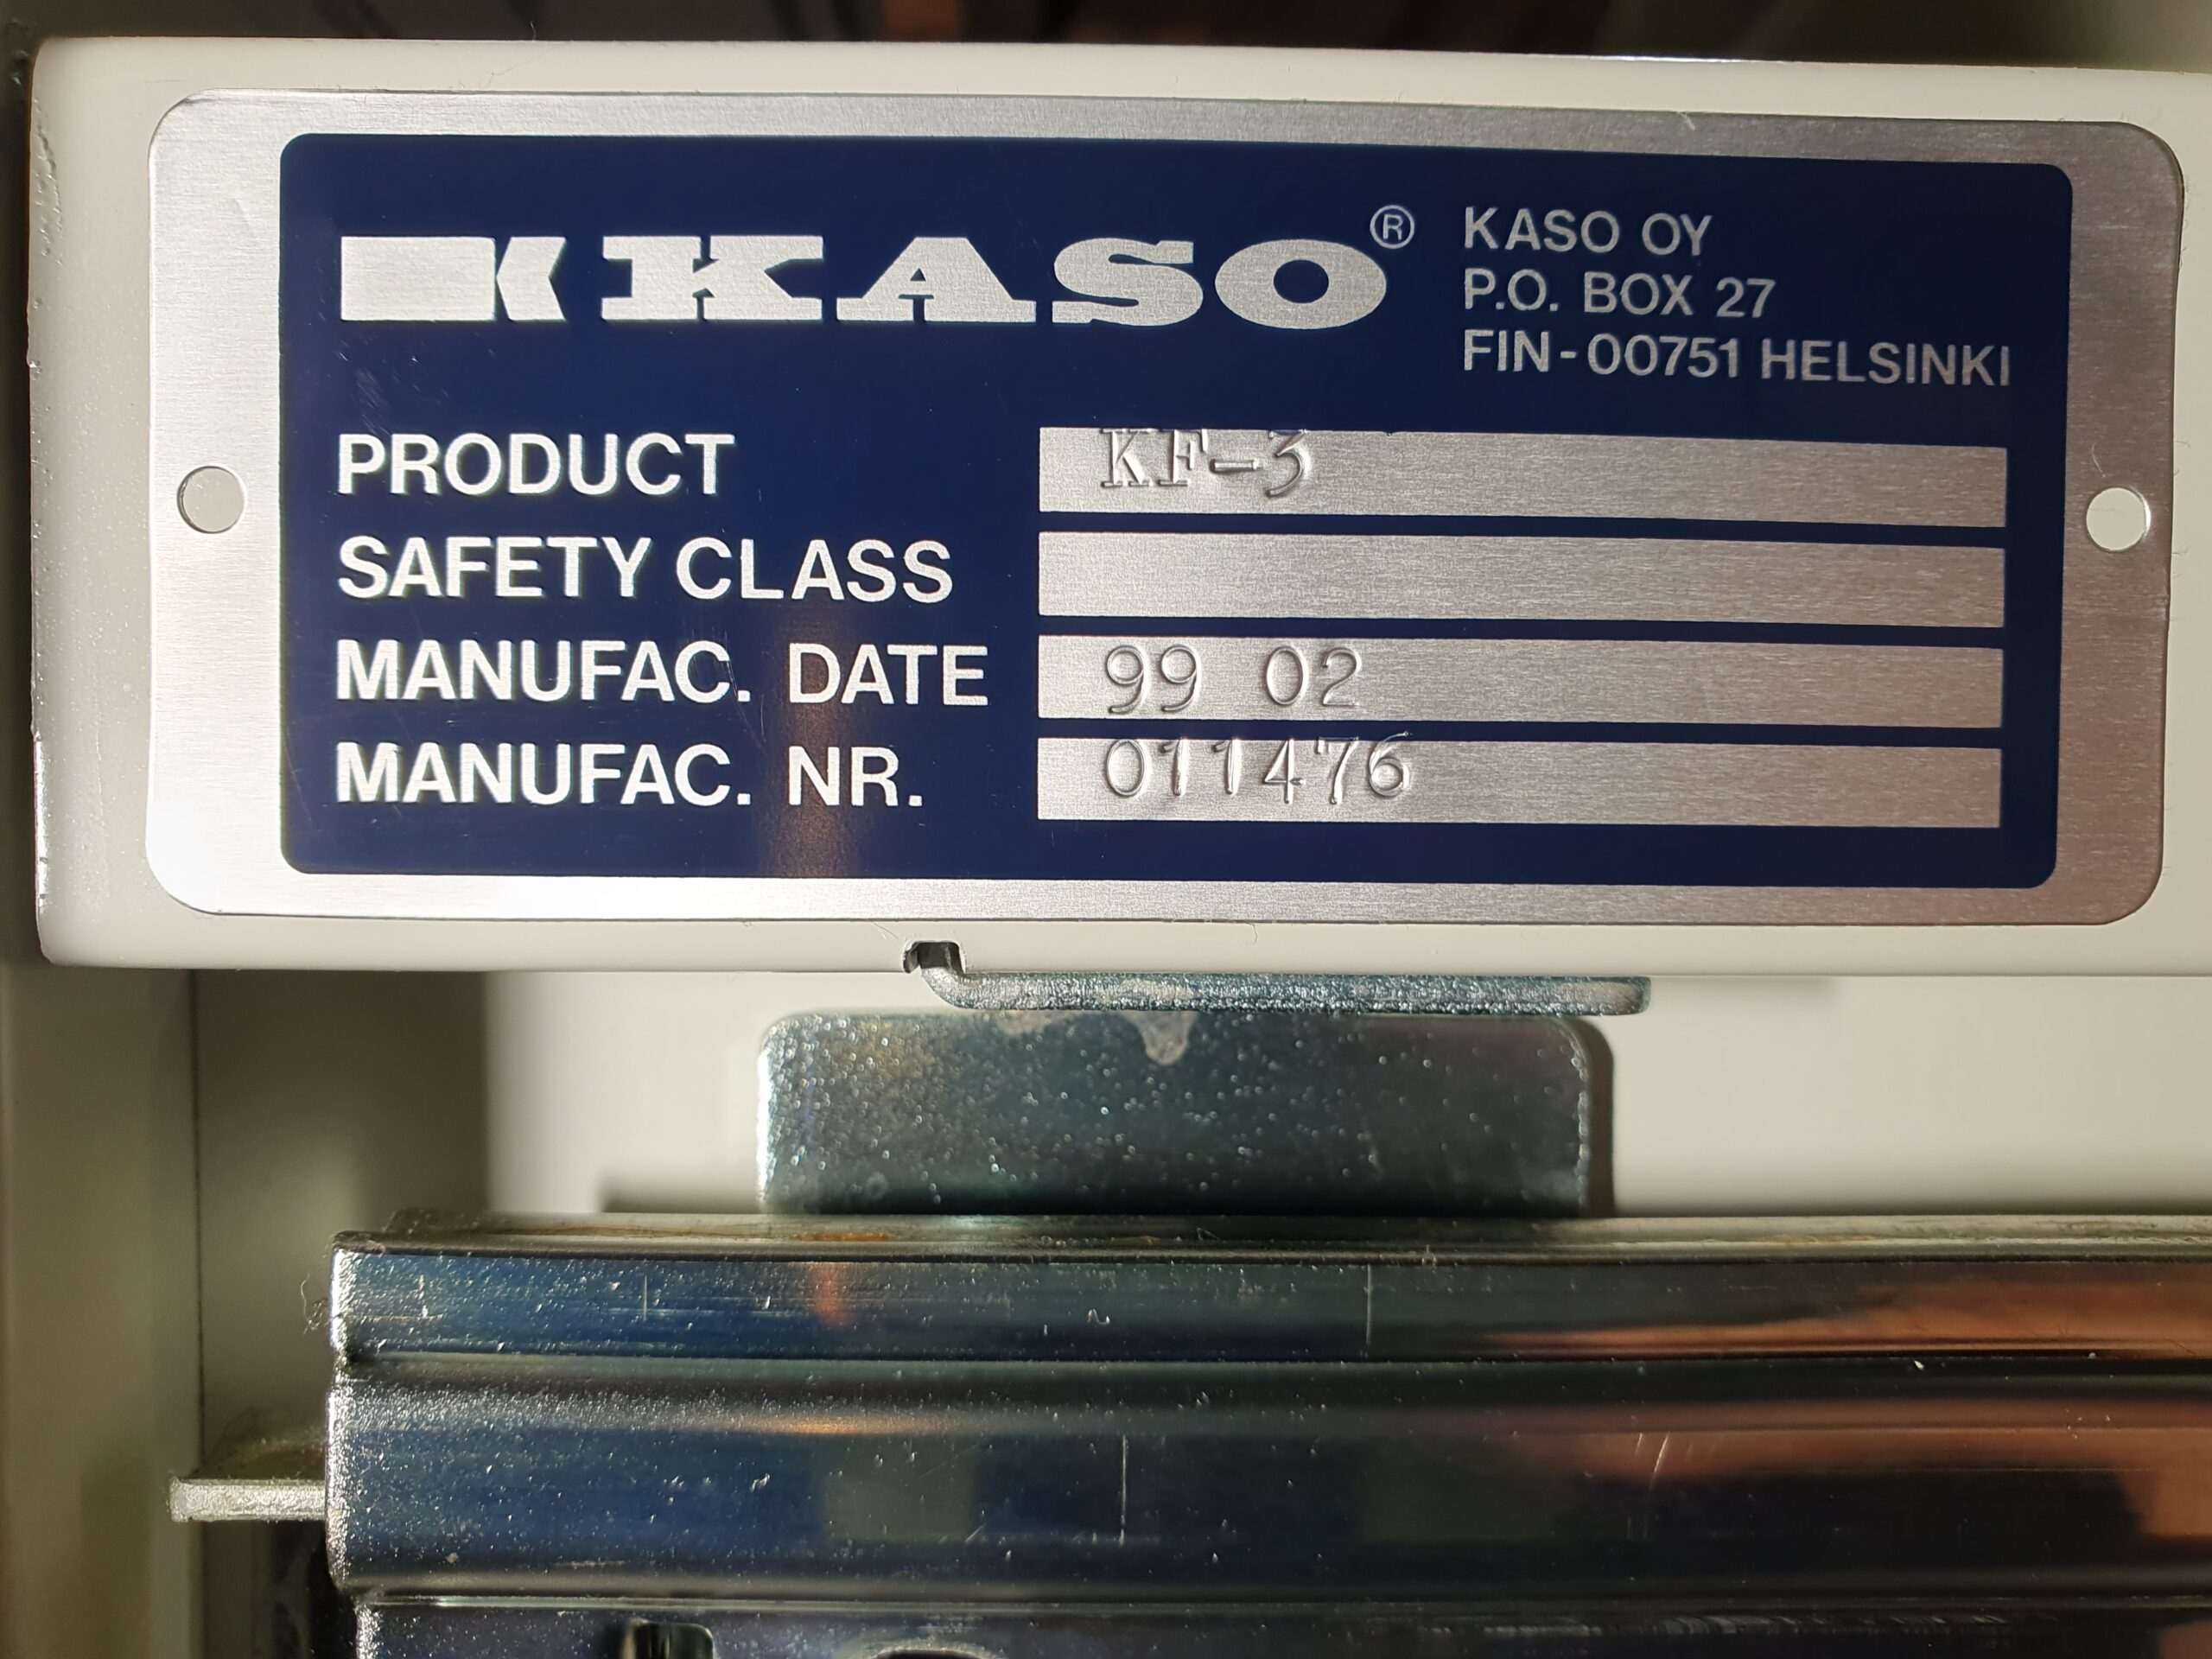 KASO®
KASO OY
P.O. BOX 27
FIN-00751 HELSINKI
PRODUCT KF-3
SAFETY CLASS
MANUFAC. DATE 99 02
MANUFAC. NR. 011476